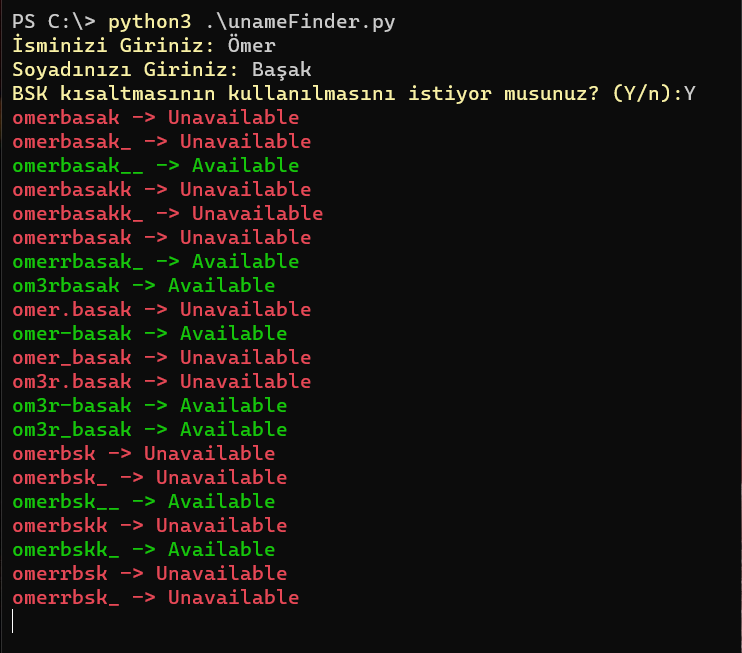 PS C:\> python3 .\unameFinder.py
İsminizi Giriniz: Ömer
Soyadınızı Giriniz: Başak
BSK kısaltmasının kullanılmasını istiyor musunuz? (Y/n):Y
omerbasak -> Unavailable
omerbasak_ -> Unavailable
omerbasak__ -> Available
omerbasakk -> Unavailable
omerbasakk_ -> Unavailable
omerrbasak -> Unavailable
omerrbasak_ -> Available
om3rbasak -> Available
omer.basak -> Unavailable
omer-basak -> Available
omer_basak -> Unavailable
om3r.basak -> Unavailable
om3r-basak -> Available
om3r_basak -> Available
omerbsk -> Unavailable
omerbsk_ -> Unavailable
omerbsk__ -> Available
omerbskk -> Unavailable
omerbskk_ -> Available
omerrbsk -> Unavailable
omerrbsk_ -> Unavailable